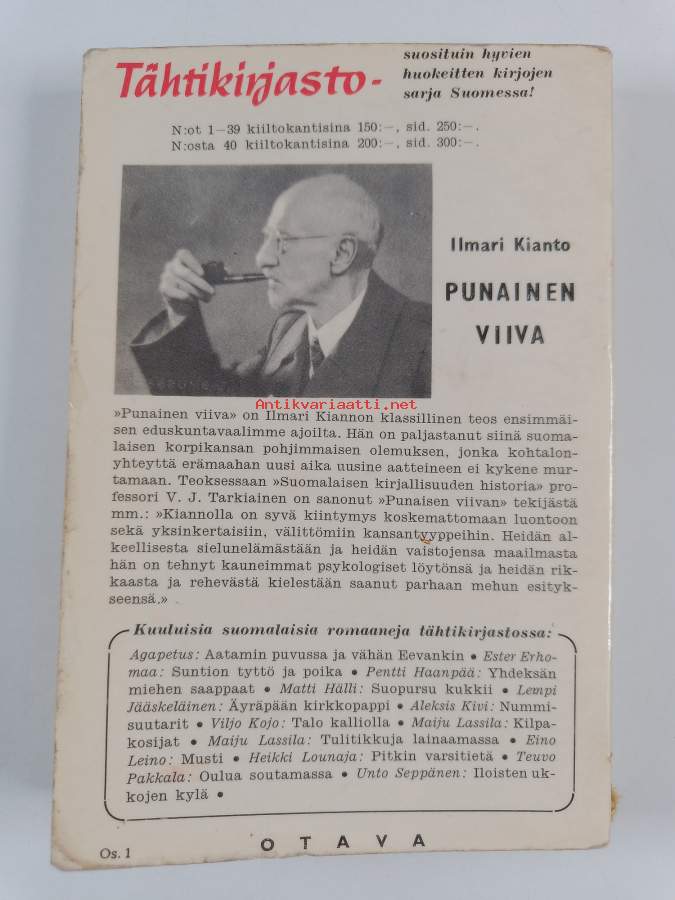 Tähtikirjasto-
suosituin hyvien
huokeitten kirjojen
sarja Suomessa!
N:ot 1—39 kiiltokantisina 150:—, sid. 250:—.
N:osta 40 kiiltokantisina 200:—, sid. 300:—.
Ilmari Kianto
PUNAINEN
VIIVA
Antikvariaatti.net
»Punainen viiva» on Ilmari Kiannon klassillinen teos ensimmäi-
sen eduskuntavaalimme ajoilta. Hän on paljastanut siinä suoma-
laisen korpikansan pohjimmaisen olemuksen, jonka kohtalon-
yhteyttä erämaahan uusi aika uusine aatteineen ei kykene mur-
tamaan. Teoksessaan »Suomalaisen kirjallisuuden historia» pro-
fessori V. J. Tarkiainen on sanonut »Punaisen viivan» tekijästä
mm.: »Kiannolla on syvä kiintymys koskemattomaan luontoon
sekä yksinkertaisiin, välittömiin kansantyyppeihin. Heidän al-
keellisesta sielunelämästään ja heidän vaistojensa maailmasta
hän on tehnyt kauneimmat psykologiset löytönsä ja heidän rik-
kaasta ja rehevästä kielestään saanut parhaan mehun esityk-
seensä.»
Kuuluisia suomalaisia romaaneja tähtikirjastossa:
Agapetus: Aatamin puvussa ja vähän Eevankin • Ester Erho-
maa: Suntion tyttö ja poika • Pentti Haanpää: Yhdeksän
miehen saappaat • Matti Hälli: Suopursu kukkii • Lempi
Jääskeläinen: Äyräpään kirkkopappi • Aleksis Kivi: Nummi-
suutarit • Viljo Kojo: Talo kalliolla • Maiju Lassila: Kilpa-
kosijat • Maiju Lassila: Tulitikkuja lainaamassa • Eino
Leino: Musti • Heikki Lounaja: Pitkin varsitietä • Teuvo
Pakkala: Oulua soutamassa • Unto Seppänen: Iloisten uk-
kojen kylä •
Os. 1
OTAVA